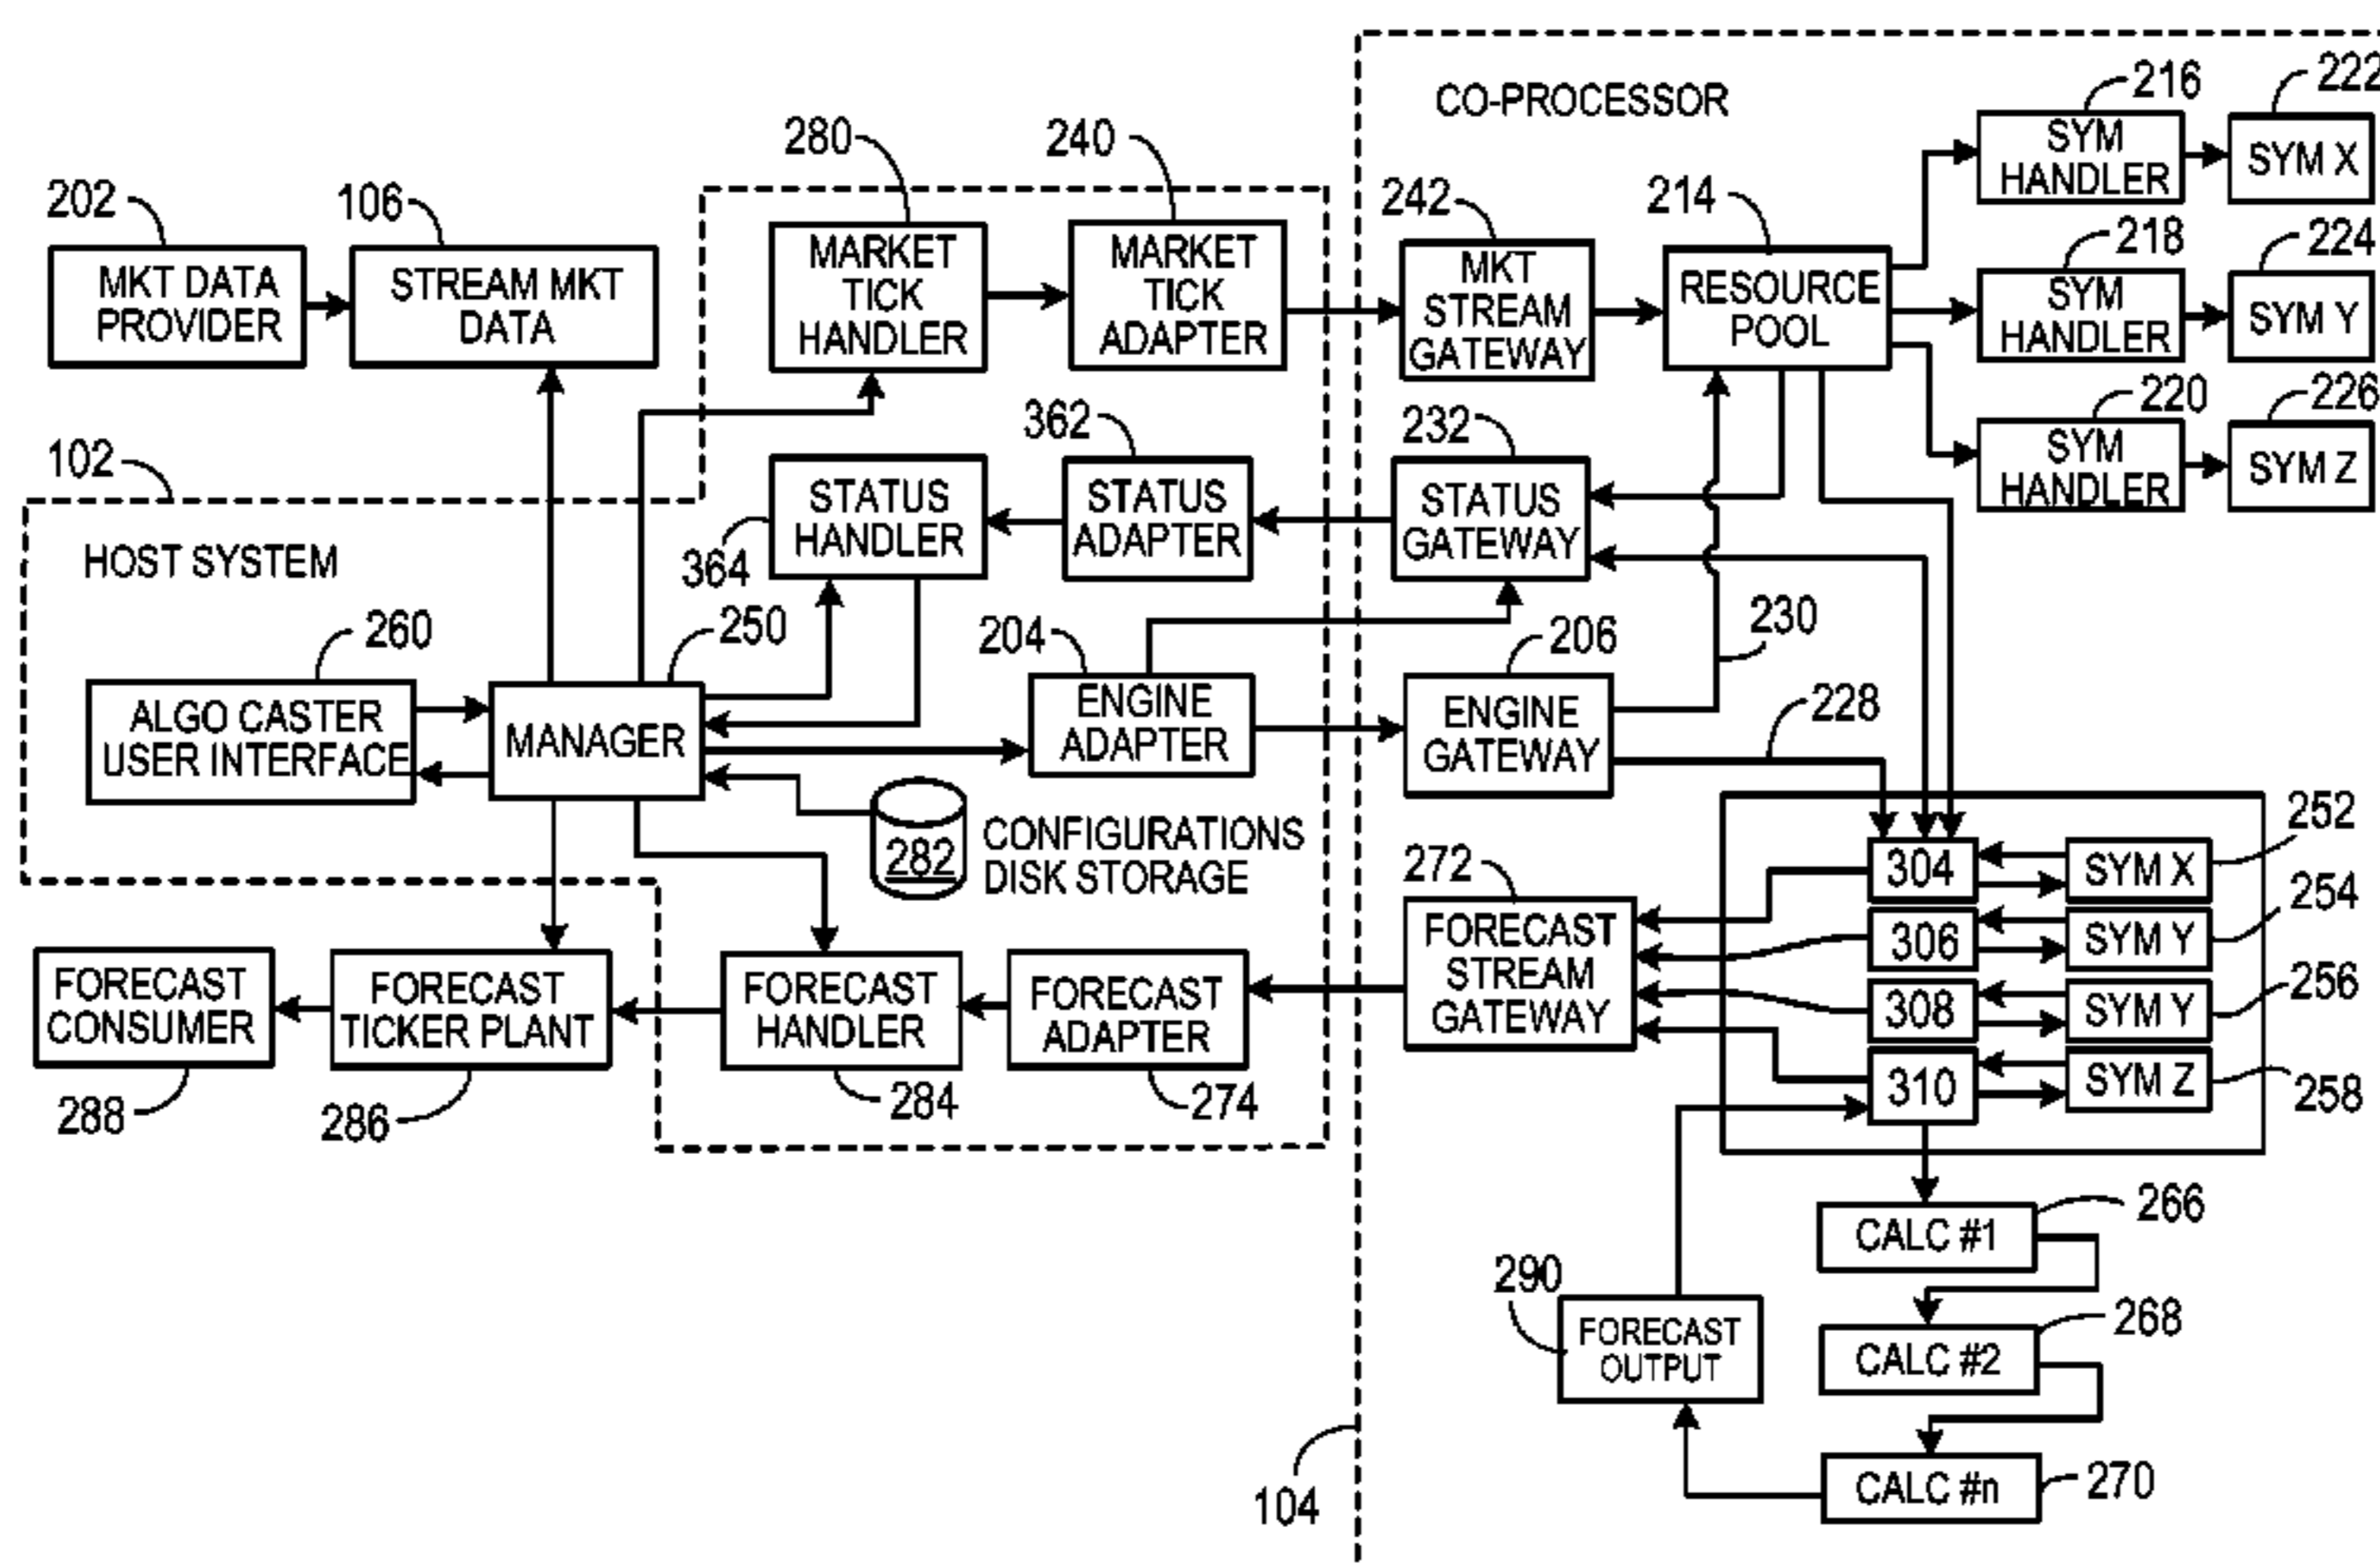 CO-PROCESSOR
216
222
SYM
HANDLER
SYM X
280
240
202
106
242
214
218
224
MKT DATA
PROVIDER
STREAM MKT
DATA
MARKET
TICK
HANDLER
MARKET
TICK
ADAPTER
MKT
STREAM
GATEWAY
RESOURCE
POOL
SYM
HANDLER
SYM Y
220
226
SYM
HANDLER
SYM Z
102
362
232
HOST SYSTEM
364
STATUS
HANDLER
STATUS
ADAPTER
STATUS
GATEWAY
260
250
204
206
230
228
ALGO CASTER
USER INTERFACE
MANAGER
ENGINE
ADAPTER
ENGINE
GATEWAY
282
CONFIGURATIONS
DISK STORAGE
272
304
SYM X
252
306
SYM Y
254
308
SYM Y
256
310
SYM Z
258
FORECAST
CONSUMER
FORECAST
TICKER PLANT
FORECAST
HANDLER
FORECAST
ADAPTER
FORECAST
STREAM
GATEWAY
288
286
284
274
CALC #1
266
290
FORECAST
OUTPUT
CALC #2
268
104
CALC #n
270